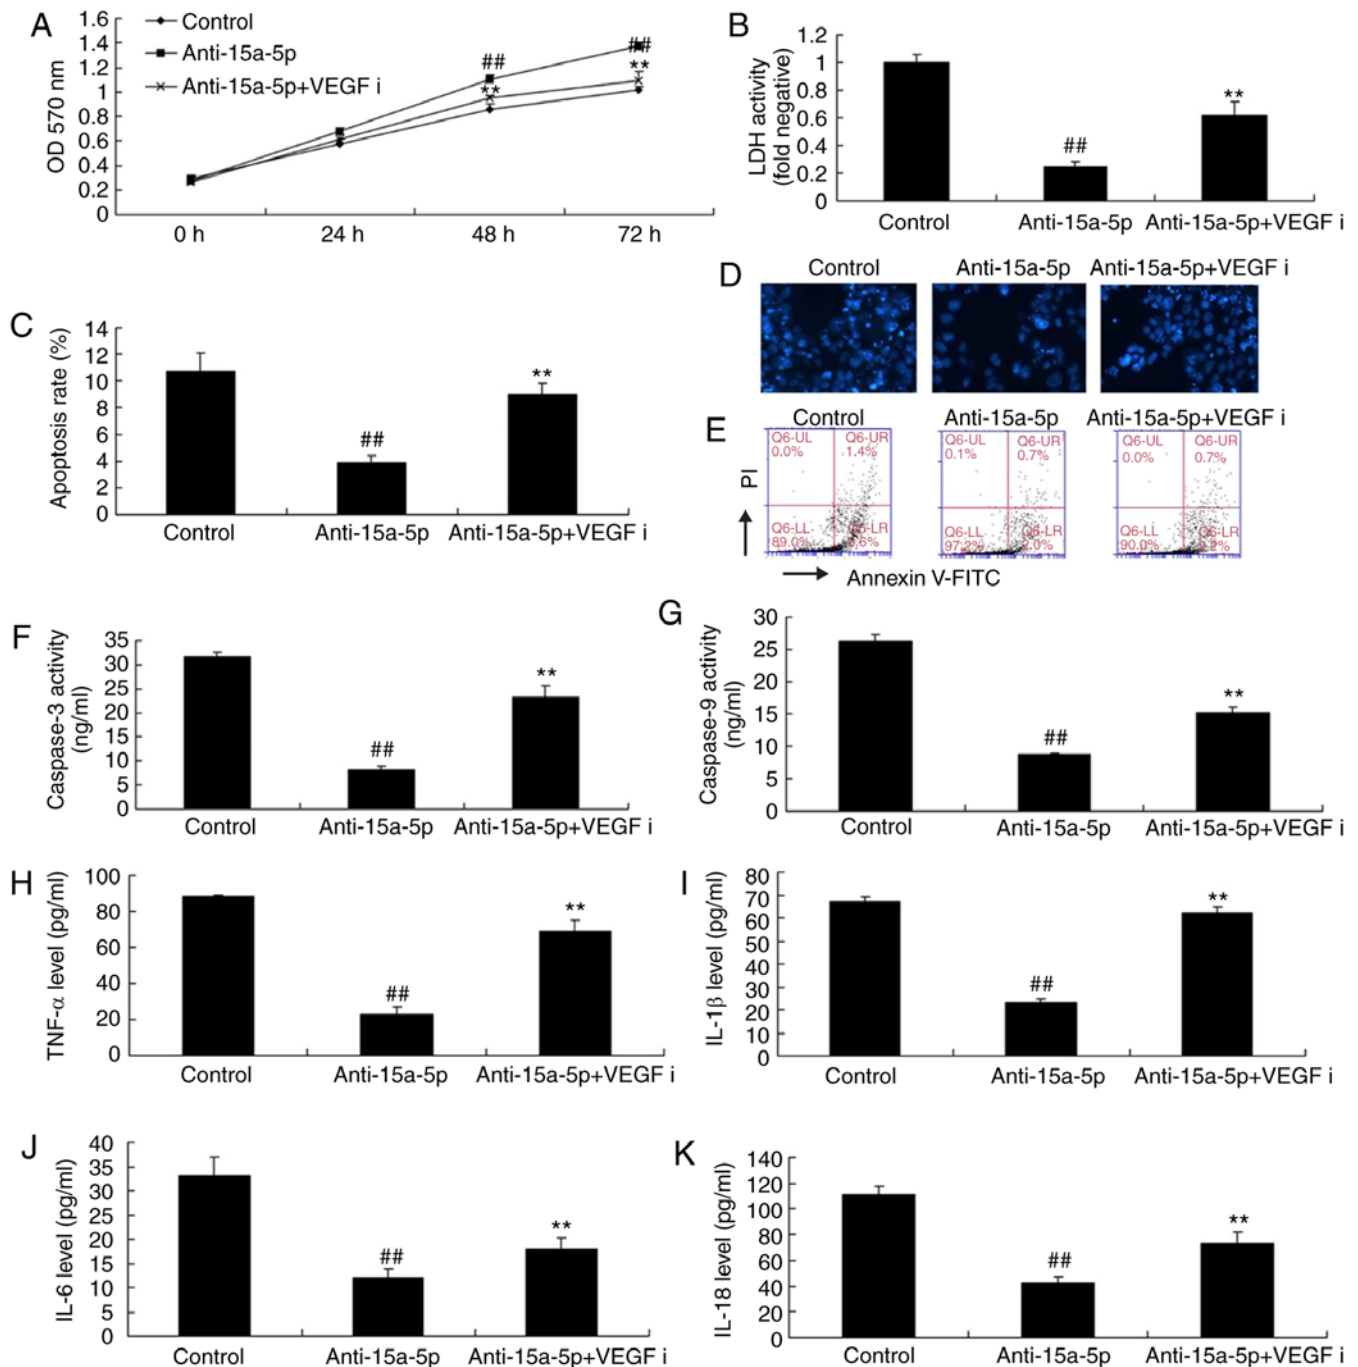 A
1.6
1.4
1.2
1
0.8
0.6
0.4
0.2
0
OD 570 nm
Control
Anti-15a-5p
Anti-15a-5p+VEGF i
##
**
##
**
0 h 24 h 48 h 72 h
B
1.2
1
0.8
0.6
0.4
0.2
0
LDH activity
(fold negative)
##
**
Control Anti-15a-5p Anti-15a-5p+VEGF i
C
14
12
10
8
6
4
2
0
Apoptosis rate (%)
##
**
Control Anti-15a-5p Anti-15a-5p+VEGF i
D
Control Anti-15a-5p Anti-15a-5p+VEGF i
E
Control Anti-15a-5p Anti-15a-5p+VEGF i
Q6-UL Q6-UR Q6-UL Q6-UR Q6-UL Q6-UR
0.0% 1.4% 0.1% 0.7% 0.0% 0.7%
Q6-LL Q6-LR Q6-LL Q6-LR Q6-LL Q6-LR
89.0% 97.2% 2.0% 90.0%
PI
Annexin V-FITC
F
35
30
25
20
15
10
5
0
Caspase-3 activity
(ng/ml)
##
**
Control Anti-15a-5p Anti-15a-5p+VEGF i
G
30
25
20
15
10
5
0
Caspase-9 activity
(ng/ml)
##
**
Control Anti-15a-5p Anti-15a-5p+VEGF i
H
100
80
60
40
20
0
TNF-α level (pg/ml)
##
**
Control Anti-15a-5p Anti-15a-5p+VEGF i
I
80
70
60
50
40
30
20
10
0
IL-1β level (pg/ml)
##
**
Control Anti-15a-5p Anti-15a-5p+VEGF i
J
40
35
30
25
20
15
10
5
0
IL-6 level (pg/ml)
##
**
Control Anti-15a-5p Anti-15a-5p+VEGF i
K
140
120
100
80
60
40
20
0
IL-18 level (pg/ml)
##
**
Control Anti-15a-5p Anti-15a-5p+VEGF i